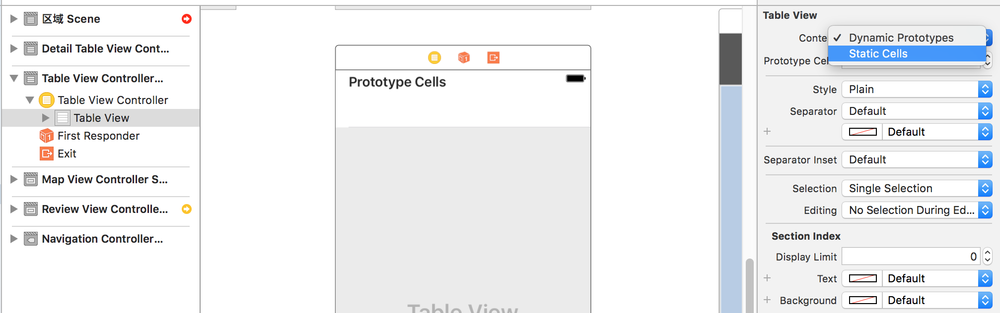 区域 Scene
Detail Table View Cont...
Table View Controller...
Table View Controller
Table View
First Responder
Exit
Map View Controller S...
Review View Controlle...
Navigation Controller...
Prototype Cells
Table View
Table View
Conte
✓ Dynamic Prototypes
Static Cells
Prototype Cel
Style Plain
Separator Default
Default
Separator Inset Default
Selection Single Selection
Editing No Selection During Ed...
Section Index
Display Limit 0
Text Default
Background Default